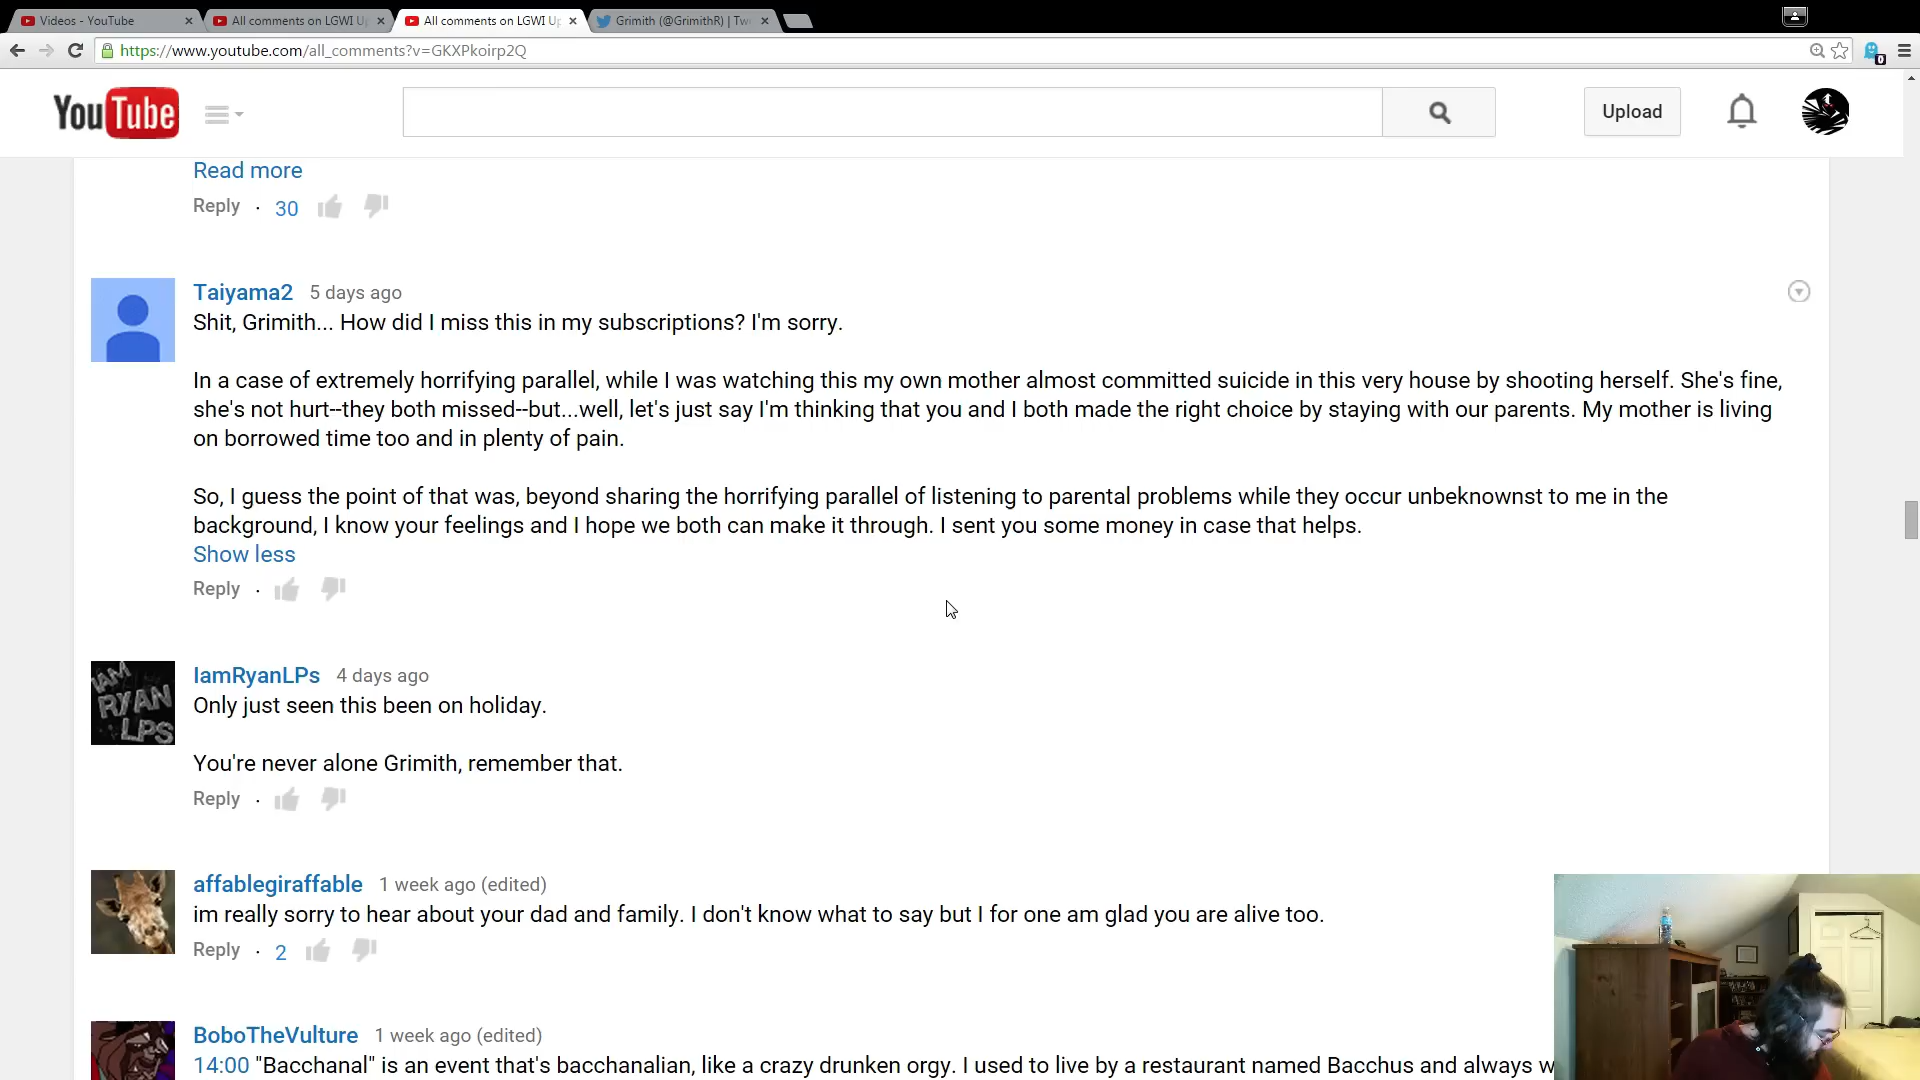 Videos - YouTube
All comments on LGWI Up
All comments on LGWI Up
Grimith (@GrimithR) | Tw
https://www.youtube.com/all_comments?v=GKXPkoirp2Q
0
YouTube
Upload
Read more
Reply · 30
Taiyama2 5 days ago
Shit, Grimith... How did I miss this in my subscriptions? I'm sorry.
In a case of extremely horrifying parallel, while I was watching this my own mother almost committed suicide in this very house by shooting herself. She's fine,
she's not hurt--they both missed--but...well, let's just say I'm thinking that you and I both made the right choice by staying with our parents. My mother is living
on borrowed time too and in plenty of pain.
So, I guess the point of that was, beyond sharing the horrifying parallel of listening to parental problems while they occur unbeknownst to me in the
background, I know your feelings and I hope we both can make it through. I sent you some money in case that helps.
Show less
Reply ·
IAM
RYAN
LPS
IamRyanLPs 4 days ago
Only just seen this been on holiday.
You're never alone Grimith, remember that.
Reply ·
affablegiraffable 1 week ago (edited)
im really sorry to hear about your dad and family. I don't know what to say but I for one am glad you are alive too.
Reply · 2
BoboTheVulture 1 week ago (edited)
14:00 "Bacchanal" is an event that's bacchanalian, like a crazy drunken orgy. I used to live by a restaurant named Bacchus and always w